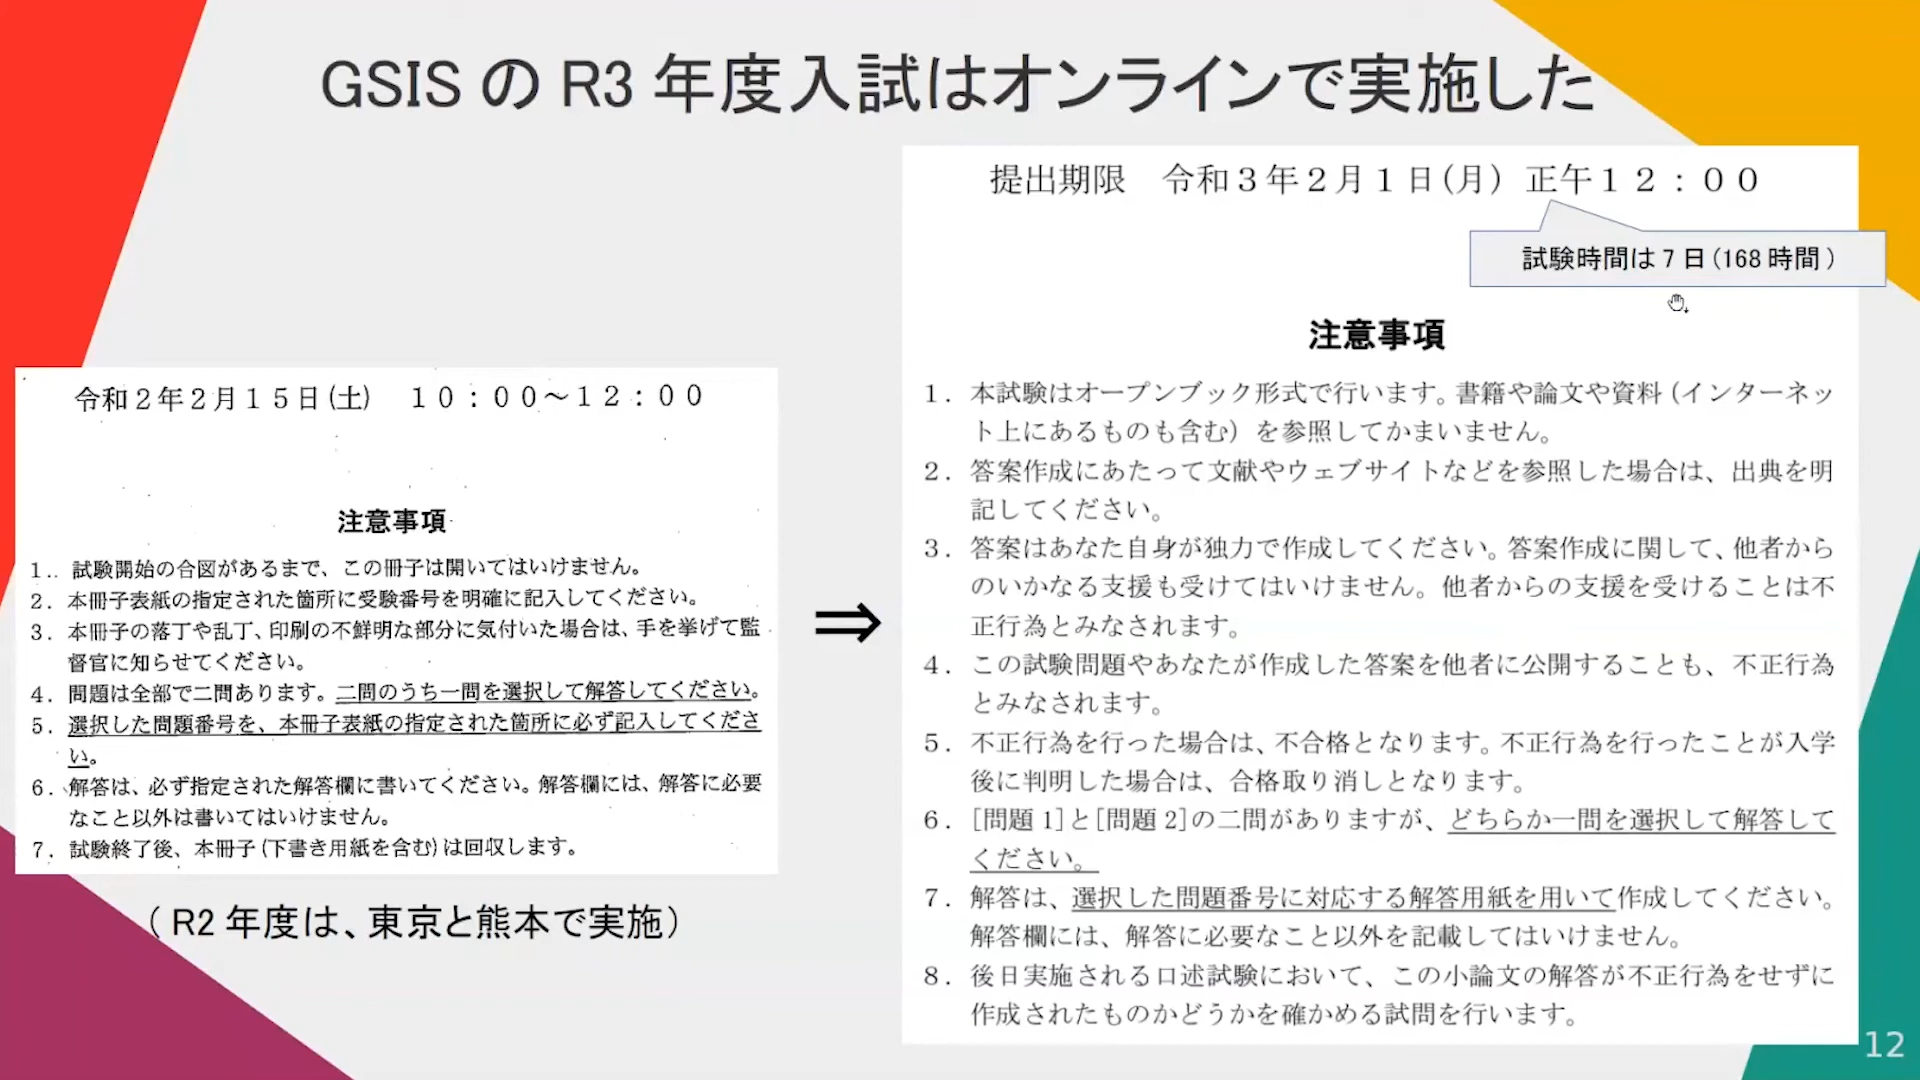 GSIS の R3 年度入試はオンラインで実施した
令和2年2月15日(土) 10:00～12:00
注意事項
1. 試験開始の合図があるまで、この冊子は開いてはいけません。
2. 本冊子表紙の指定された箇所に受験番号を明確に記入してください。
3. 本冊子の落丁や乱丁、印刷の不鮮明な部分に気付いた場合は、手を挙げて監
督官に知らせてください。
4. 問題は全部で二問あります。二問のうち一問を選択して解答してください。
5. 選択した問題番号を、本冊子表紙の指定された箇所に必ず記入してくださ
い。
6. 解答は、必ず指定された解答欄に書いてください。解答欄には、解答に必要
なこと以外は書いてはいけません。
7. 試験終了後、本冊子(下書き用紙を含む)は回収します。
(R2 年度は、東京と熊本で実施)
⇒
提出期限 令和3年2月1日(月) 正午12:00
試験時間は 7 日(168 時間)
注意事項
1. 本試験はオープンブック形式で行います。書籍や論文や資料(インターネッ
ト上にあるものも含む)を参照してかまいません。
2. 答案作成にあたって文献やウェブサイトなどを参照した場合は、出典を明
記してください。
3. 答案はあなた自身が独力で作成してください。答案作成に関して、他者から
のいかなる支援も受けてはいけません。他者からの支援を受けることは不
正行為とみなされます。
4. この試験問題やあなたが作成した答案を他者に公開することも、不正行為
とみなされます。
5. 不正行為を行った場合は、不合格となります。不正行為を行ったことが入学
後に判明した場合は、合格取り消しとなります。
6. [問題 1]と[問題 2]の二問がありますが、どちらか一問を選択して解答して
ください。
7. 解答は、選択した問題番号に対応する解答用紙を用いて作成してください。
解答欄には、解答に必要なこと以外を記載してはいけません。
8. 後日実施される口述試験において、この小論文の解答が不正行為をせずに
作成されたものかどうかを確かめる試問を行います。
12